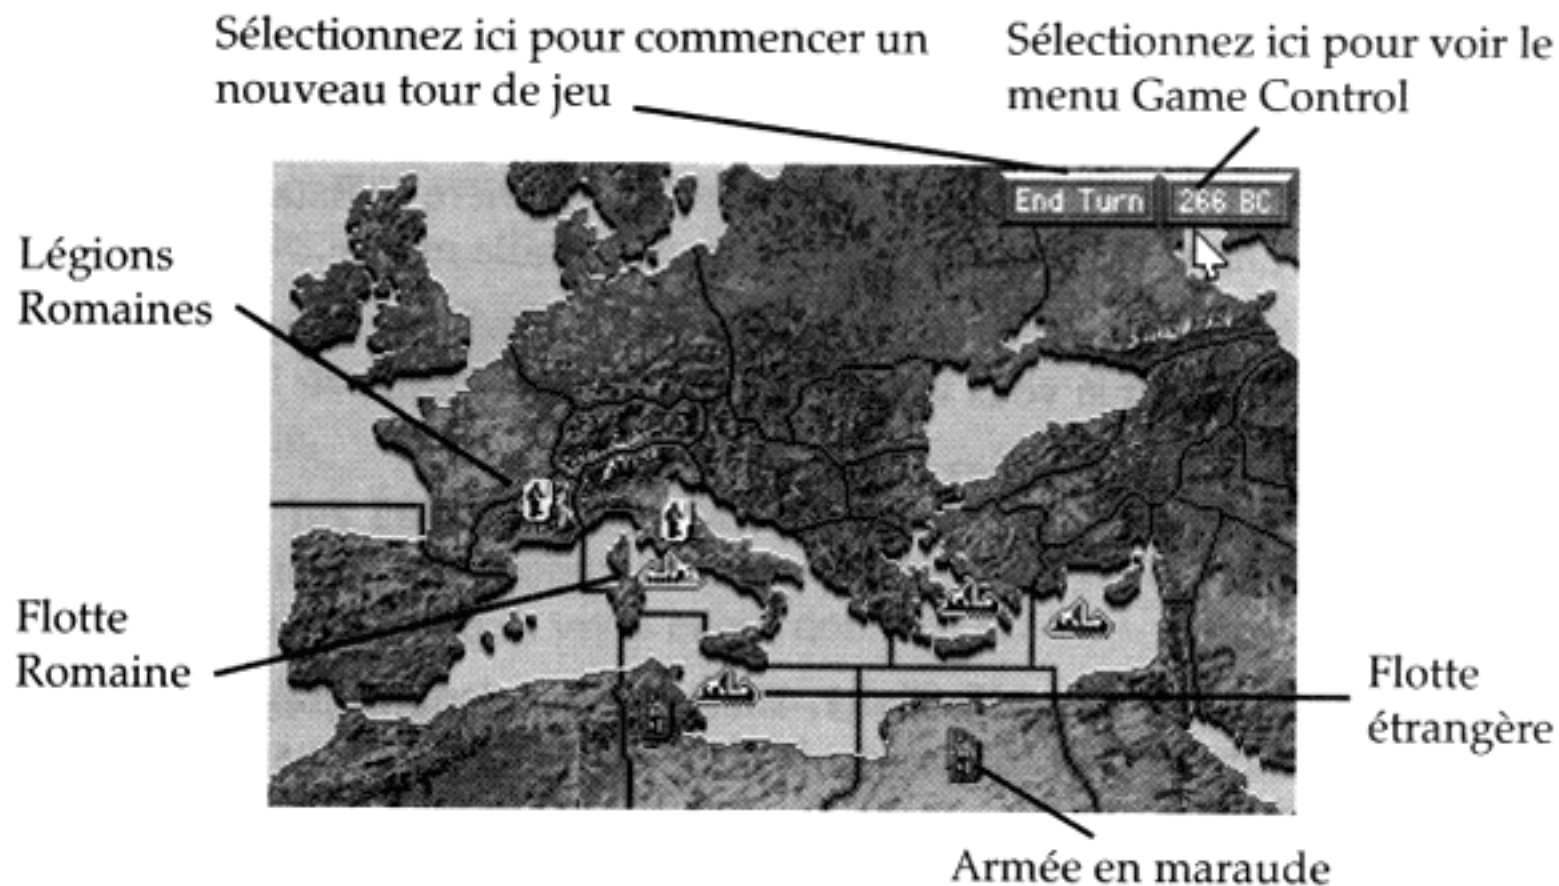 Sélectionnez ici pour commencer un
nouveau tour de jeu
Sélectionnez ici pour voir le
menu Game Control
End Turn
266 BC
Légions
Romaines
Flotte
Romaine
Flotte
étrangère
Armée en maraude